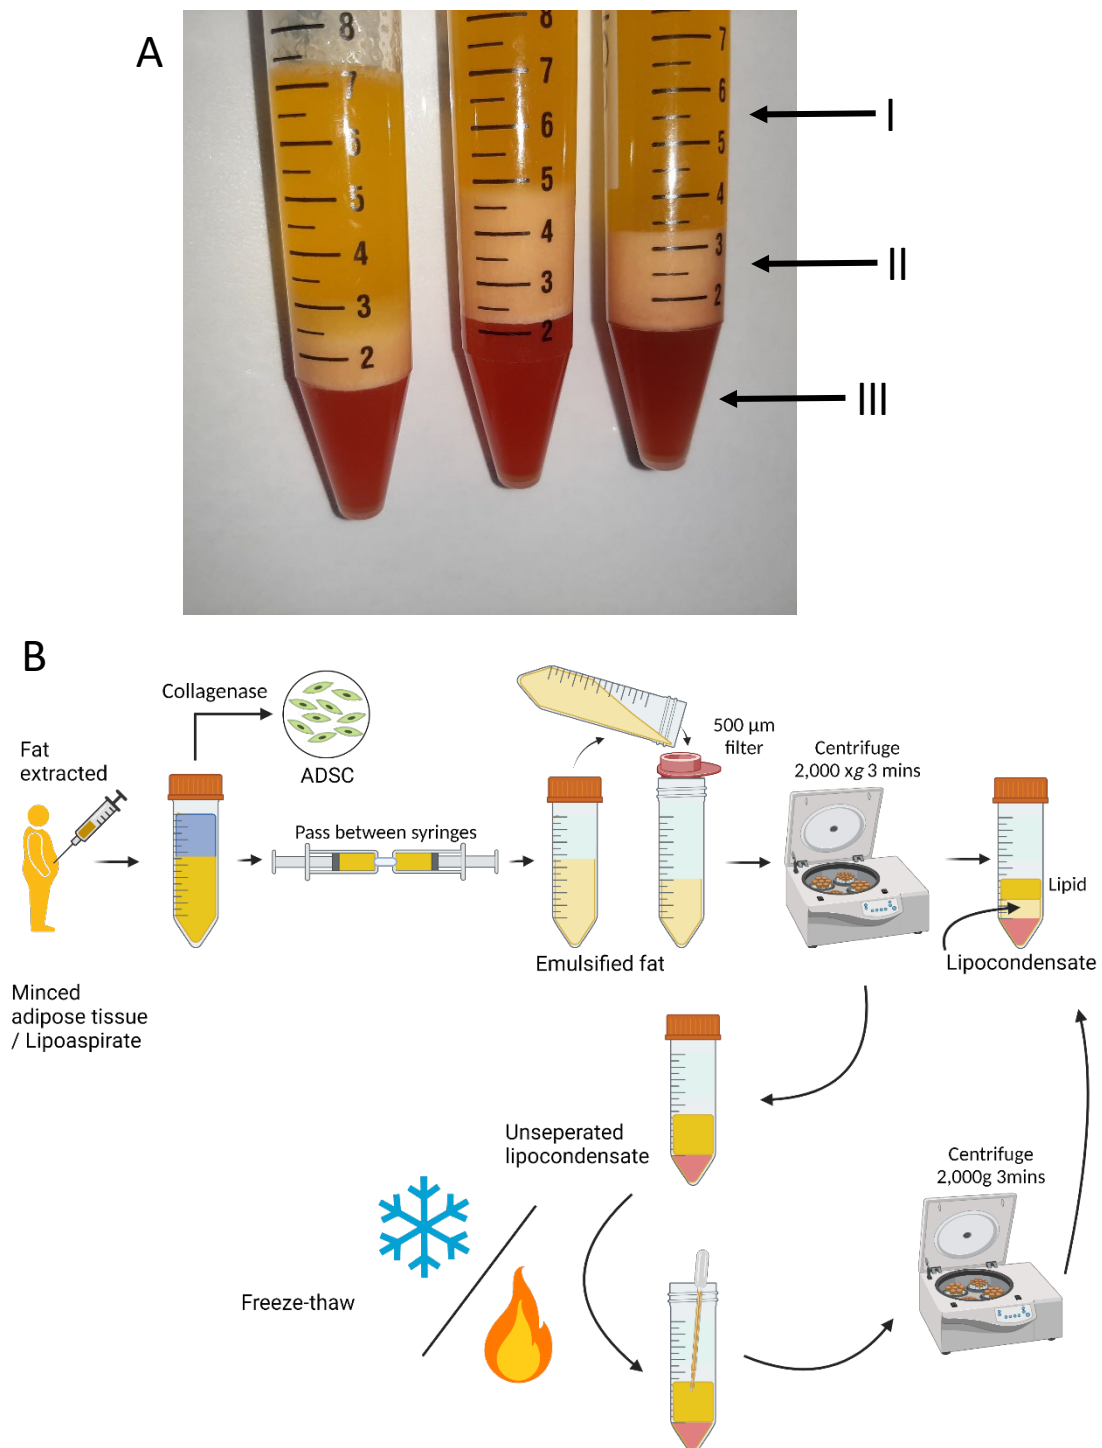 A
8
7
6
5
4
3
2
8
7
6
5
4
3
2
7
6
5
4
3
2
I
II
III
B
Collagenase
ADSC
Fat
extracted
Pass between syringes
500 µm
filter
Centrifuge
2,000 xg 3 mins
Emulsified fat
Lipid
Lipocondensate
Minced
adipose tissue
/ Lipoaspirate
Unseperated
lipocondensate
Centrifuge
2,000g 3mins
Freeze-thaw